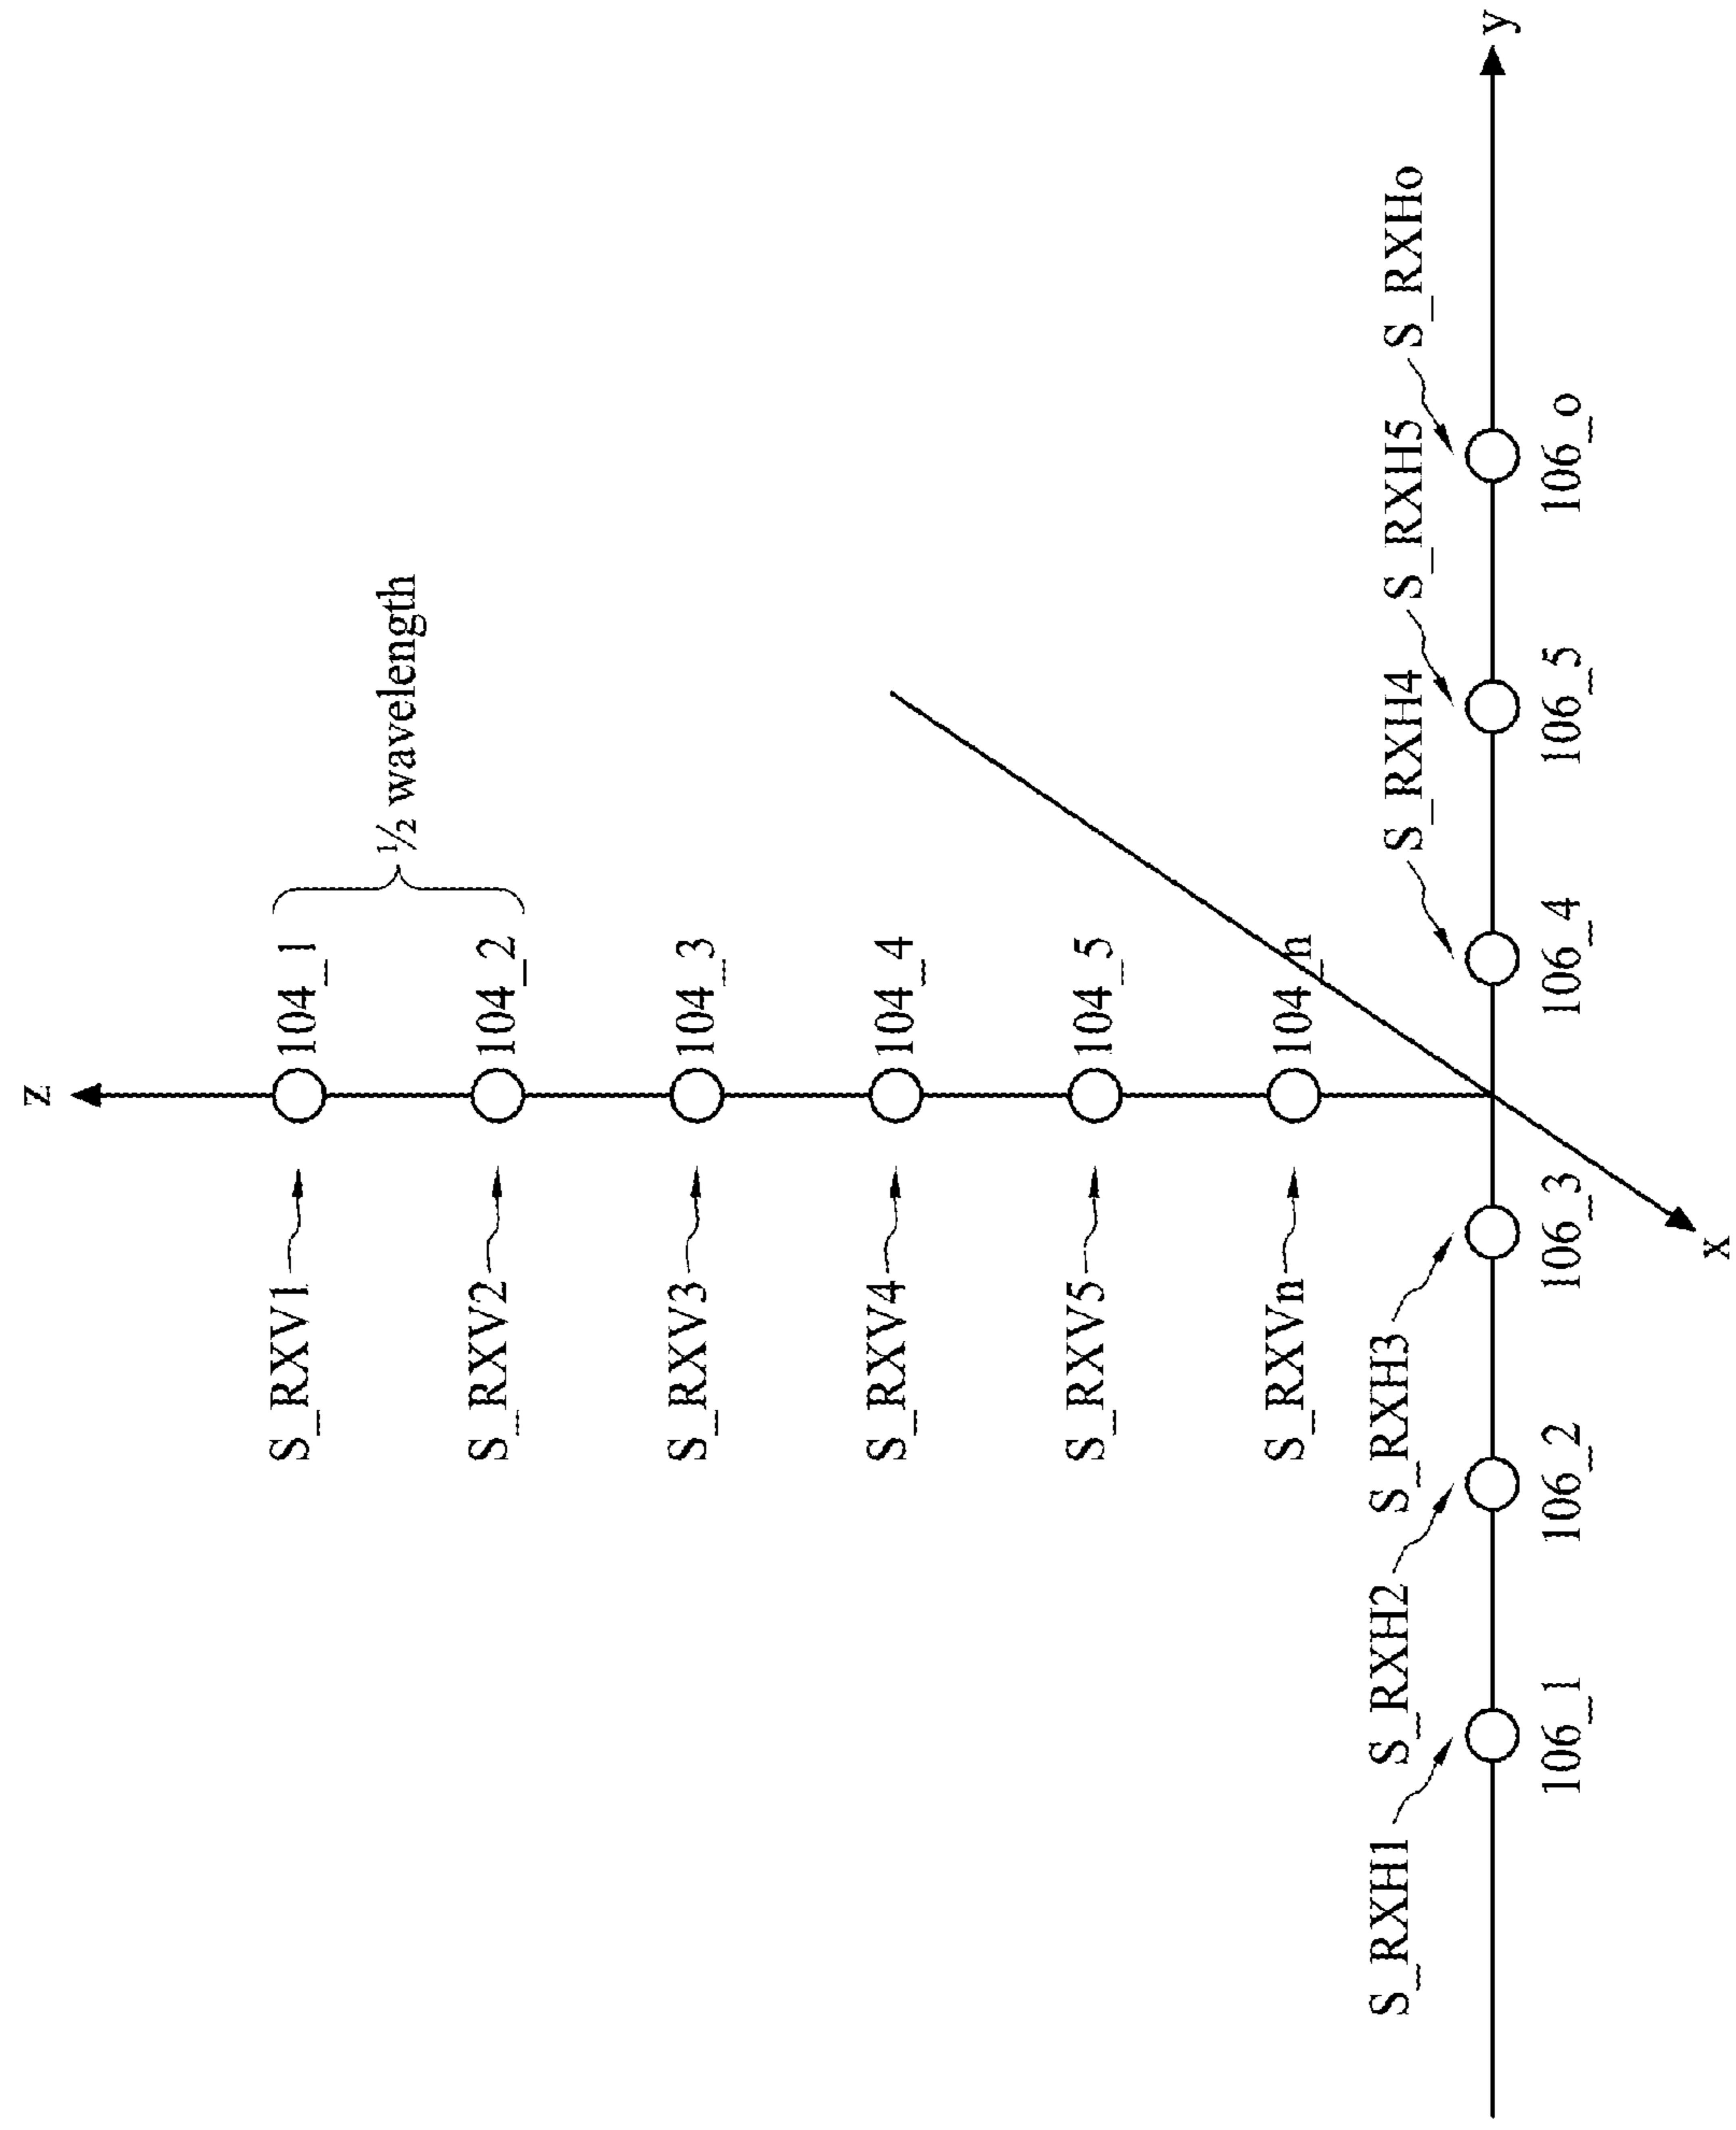 z
S_RXV1 104_1
½ wavelength
S_RXV2 104_2
S_RXV3 104_3
S_RXV4 104_4
S_RXV5 104_5
S_RXVn 104_n
S_RXH1 S_RXH2 S_RXH3 S_RXH4 S_RXH5 S_RXHo
y
106_1 106_2 106_3 106_4 106_5 106_o
x